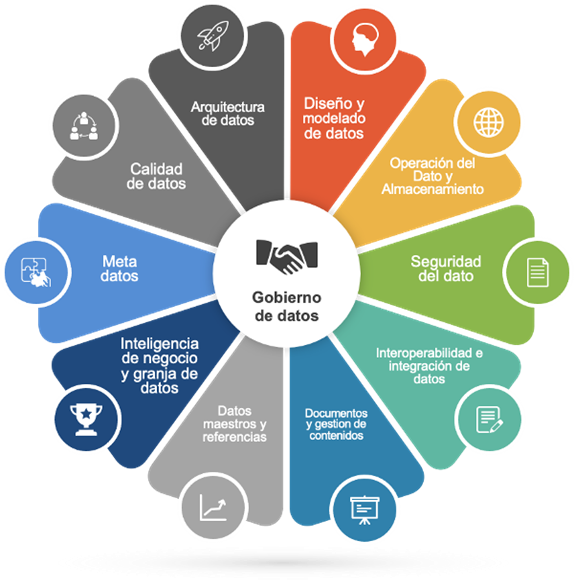 Arquitectura
de datos
Diseño y
modelado
de datos
Operación del
Dato y
Almacenamiento
Seguridad
del dato
Interoperabilidad e
integración de
datos
Documentos
y gestion de
contenidos
Datos
maestros y
referencias
Inteligencia
de negocio
y granja de
datos
Meta
datos
Calidad
de datos
Gobierno
de datos